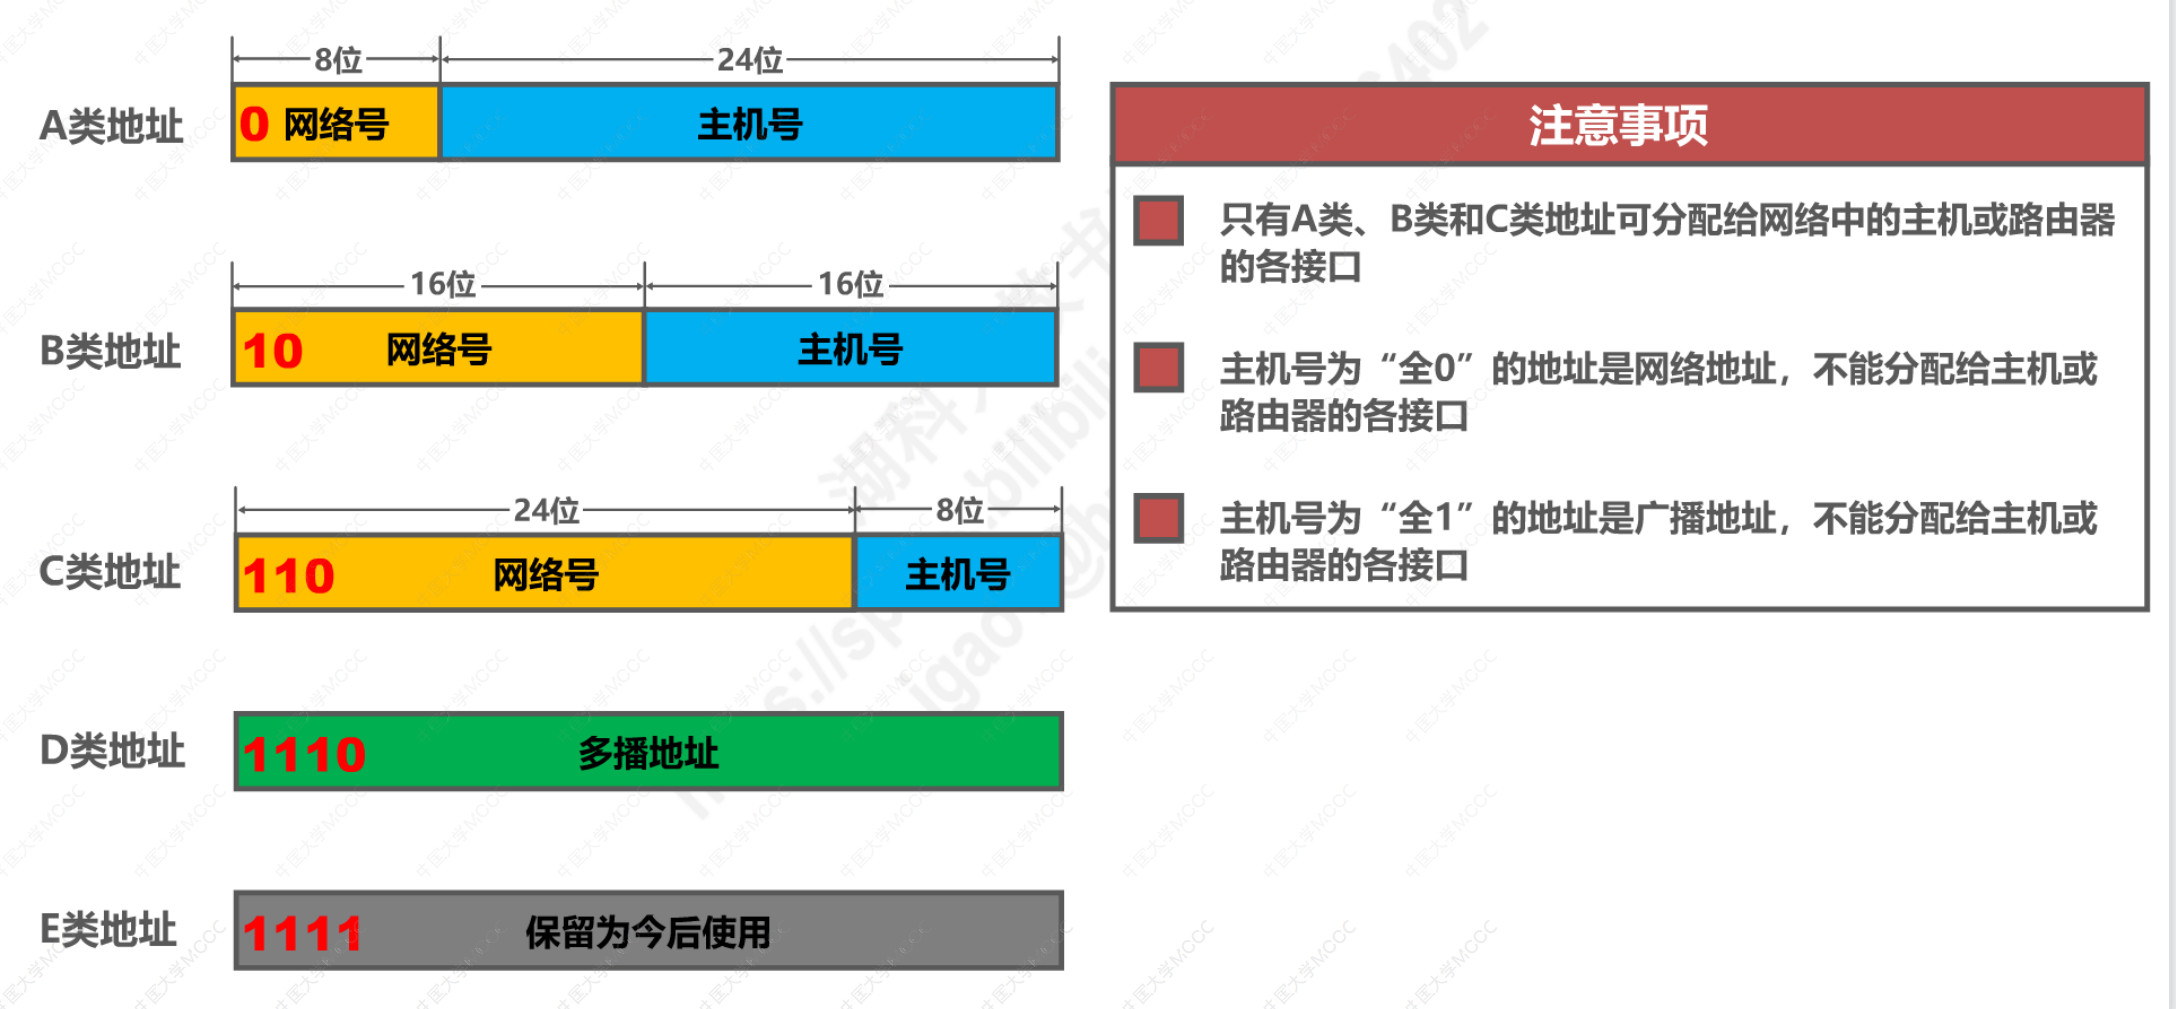 8位 24位
A类地址 0 网络号 主机号
16位 16位
B类地址 10 网络号 主机号
24位 8位
C类地址 110 网络号 主机号
D类地址 1110 多播地址
E类地址 1111 保留为今后使用
注意事项
只有A类、B类和C类地址可分配给网络中的主机或路由器
的各接口
主机号为“全0”的地址是网络地址，不能分配给主机或
路由器的各接口
主机号为“全1”的地址是广播地址，不能分配给主机或
路由器的各接口
中国大学MOOC